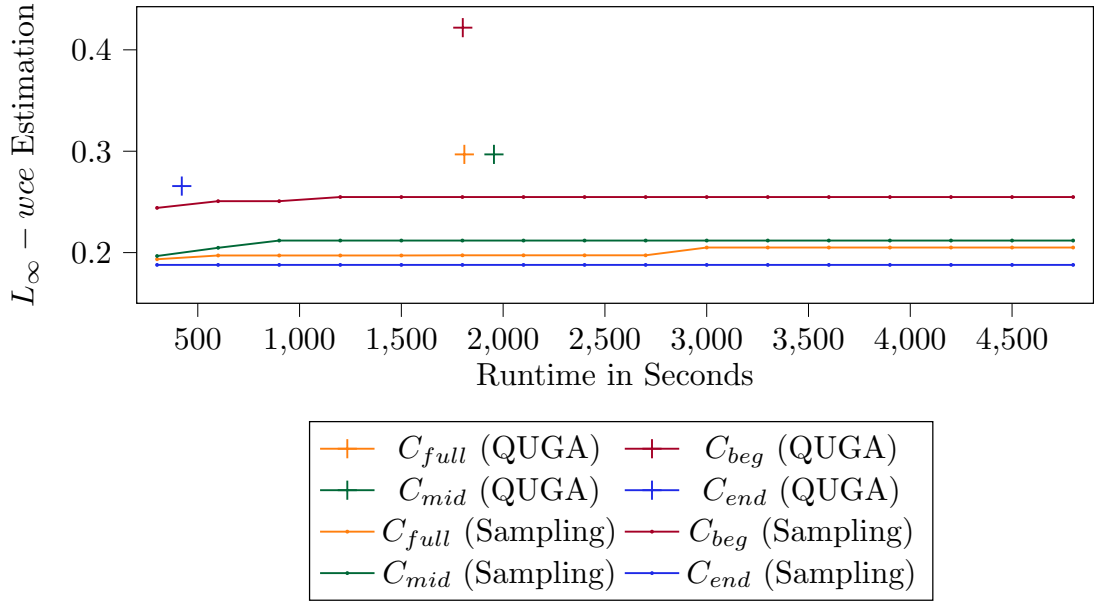 0.4
0.3
0.2
L∞ − wce Estimation
500 1,000 1,500 2,000 2,500 3,000 3,500 4,000 4,500
Runtime in Seconds
C_full (QUGA) C_beg (QUGA)
C_mid (QUGA) C_end (QUGA)
C_full (Sampling) C_beg (Sampling)
C_mid (Sampling) C_end (Sampling)